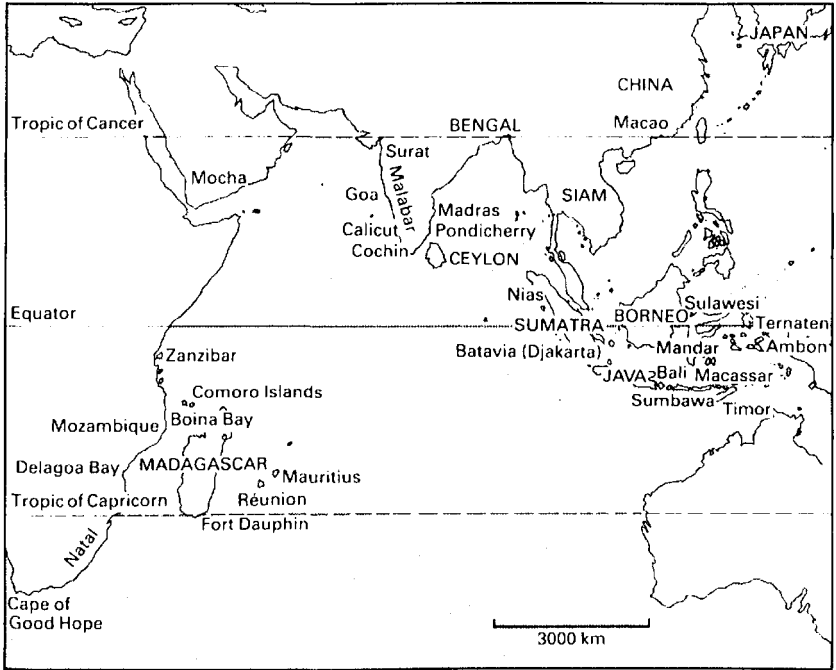 JAPAN
CHINA
Tropic of Cancer
BENGAL
Macao
Surat
Mocha
Malabar
Goa
SIAM
Madras
Calicut
Pondicherry
Cochin
CEYLON
Nias
Sulawesi
Equator
BORNEO
SUMATRA
Ternaten
Zanzibar
Batavia (Djakarta)
Mandar
Ambon
JAVA
Bali
Macassar
Comoro Islands
Sumbawa
Timor
Mozambique
Boina Bay
Delagoa Bay
MADAGASCAR
Mauritius
Tropic of Capricorn
Réunion
Fort Dauphin
Natal
Cape of
Good Hope
3000 km